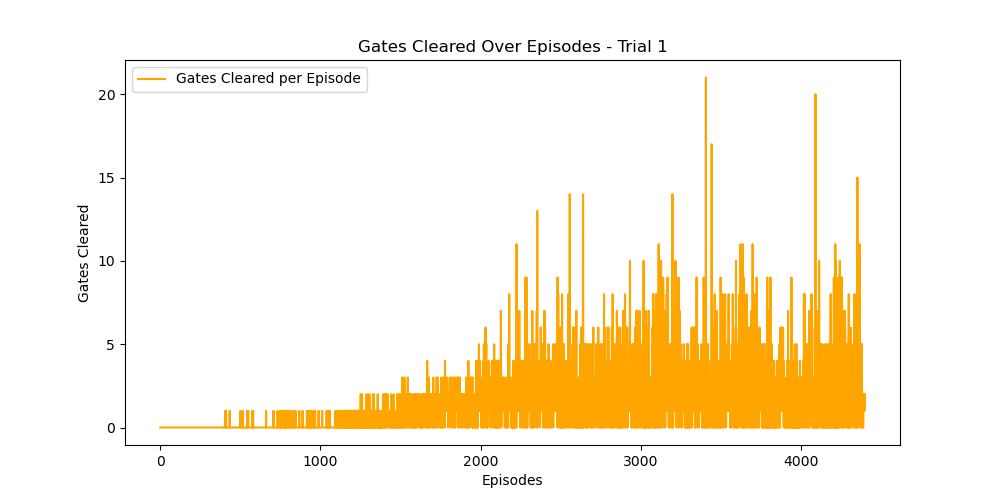 Gates Cleared Over Episodes - Trial 1
Gates Cleared per Episode
20
15
10
5
0
Gates Cleared
0 1000 2000 3000 4000
Episodes